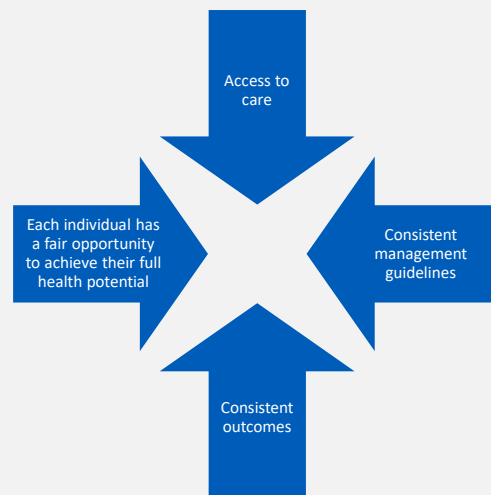 Access to
care
Each individual has
a fair opportunity
to achieve their full
health potential
Consistent
management
guidelines
Consistent
outcomes